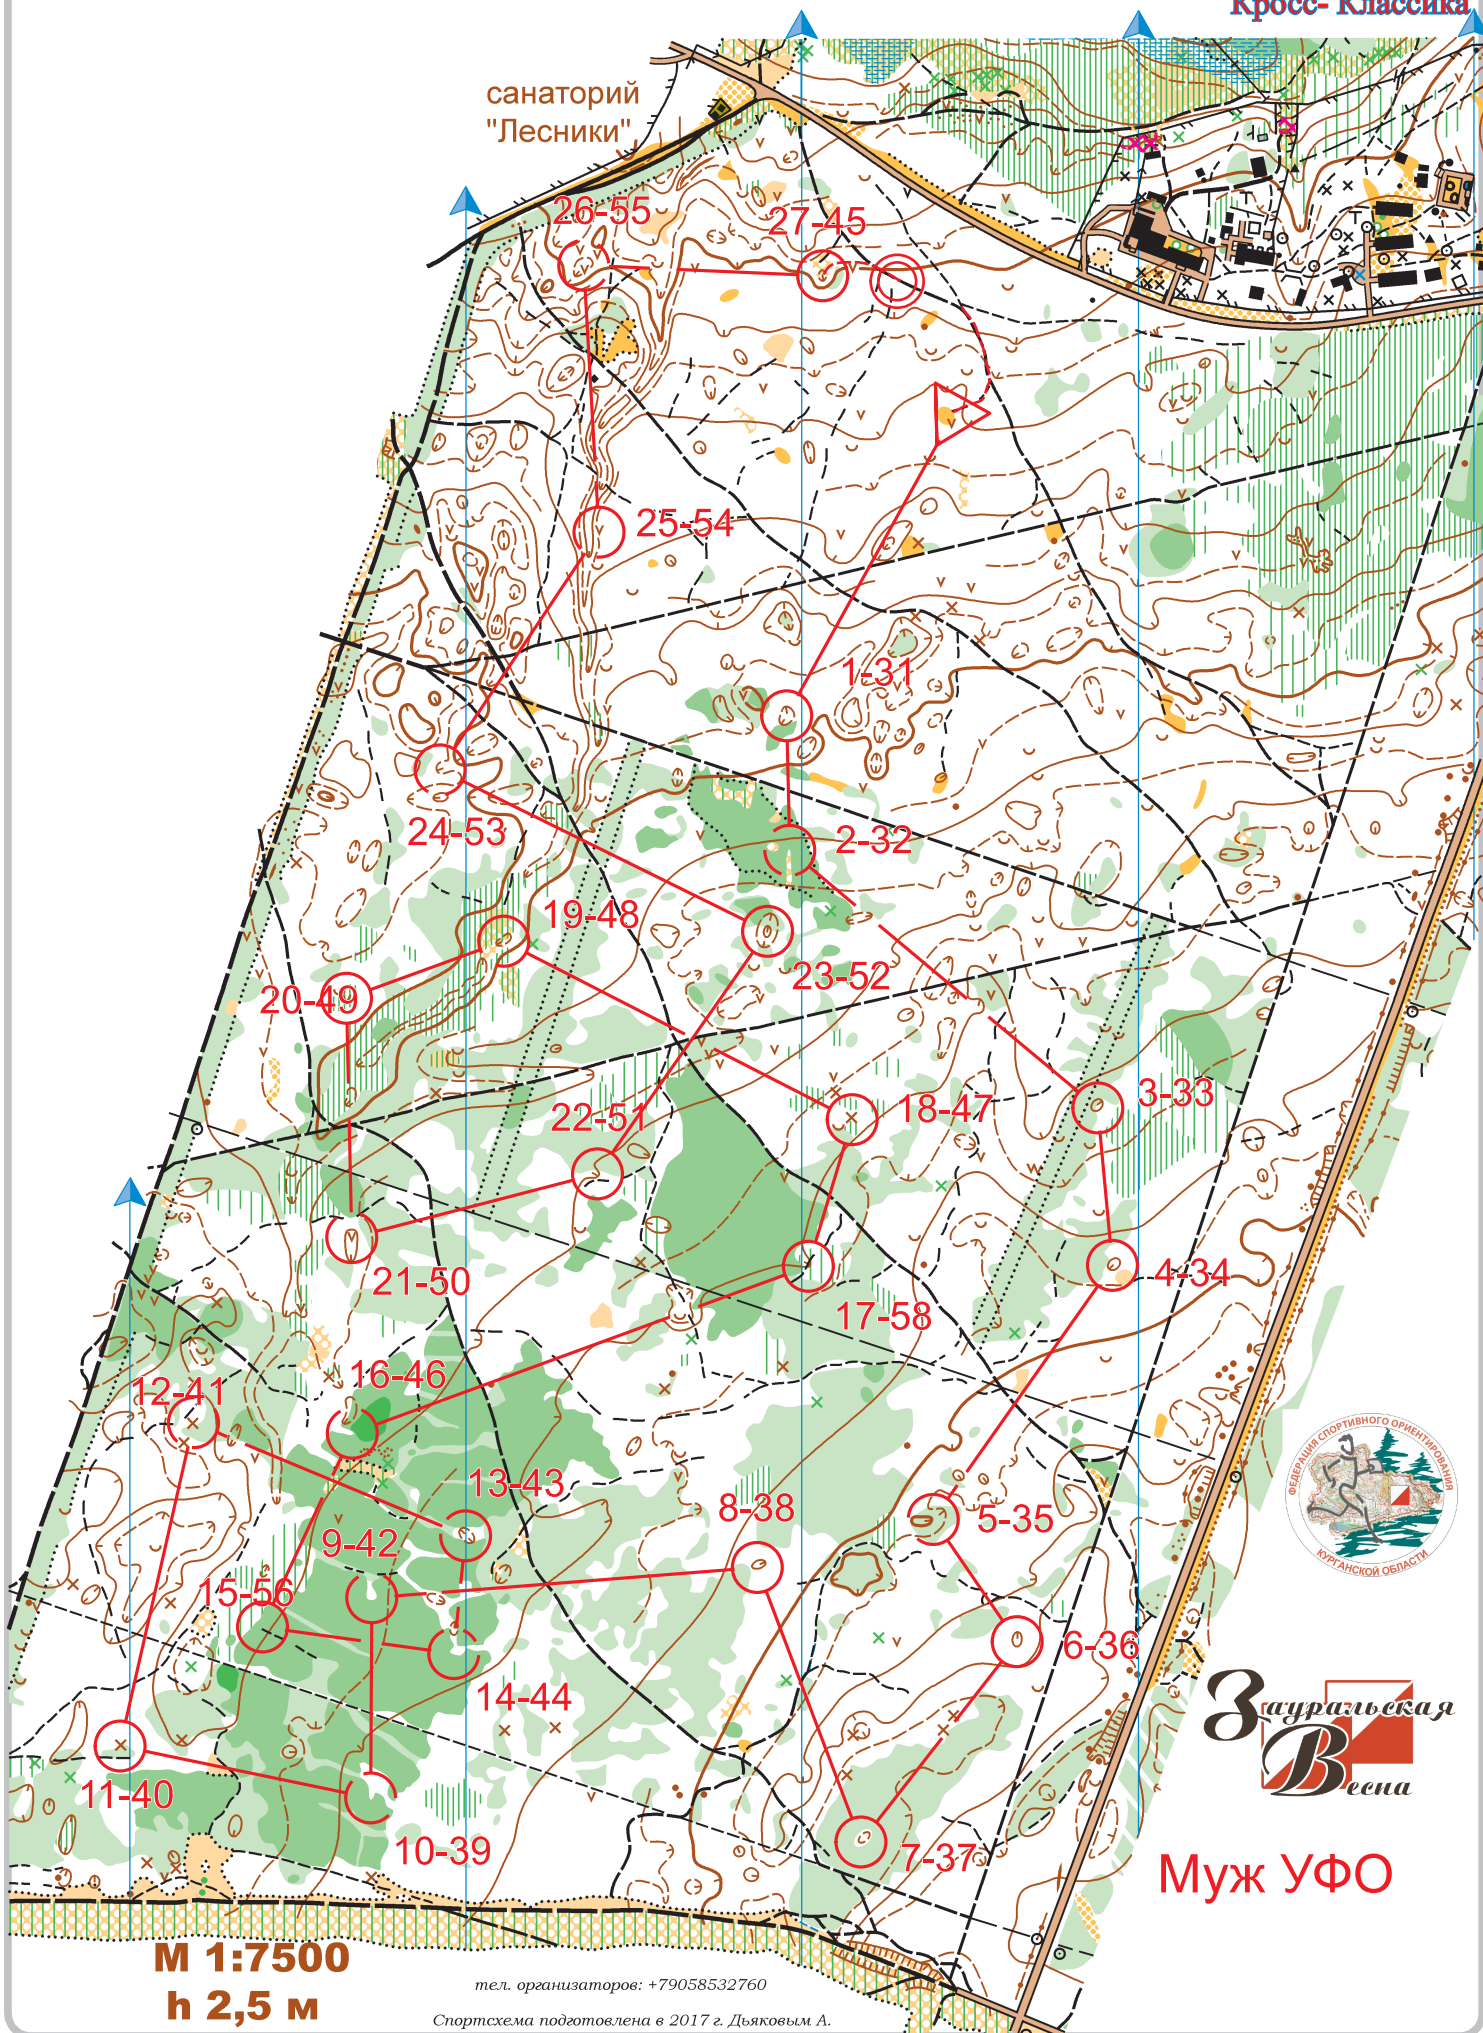 Кросс- Классика
санаторий
"Лесники"
26-55
27-45
25-54
1-31
24-53
2-32
19-48
23-52
20-49
3-33
18-47
22-51
4-34
21-50
17-58
16-46
12-41
13-43
8-38
5-35
9-42
15-56
6-36
14-44
11-40
10-39
7-37
ФЕДЕРАЦИЯ СПОРТИВНОГО ОРИЕНТИРОВАНИЯ
КУРГАНСКОЙ ОБЛАСТИ
Зауральская
Весна
Муж УФО
М 1:7500
h 2,5 м
тел. организаторов: +79058532760
Спортсхема подготовлена в 2017 г. Дьяковым А.